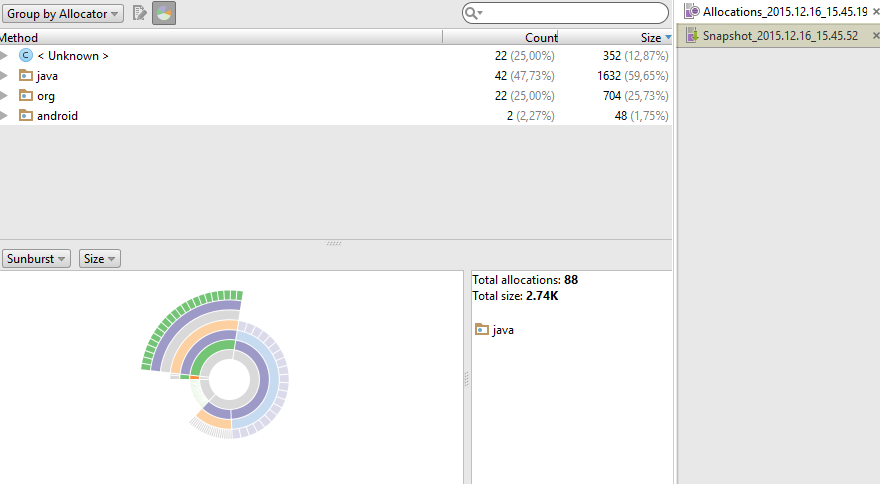 Group by Allocator
Allocations_2015.12.16_15.45.19
Snapshot_2015.12.16_15.45.52
Method Count Size
C < Unknown > 22 (25,00%) 352 (12,87%)
java 42 (47,73%) 1632 (59,65%)
org 22 (25,00%) 704 (25,73%)
android 2 (2,27%) 48 (1,75%)
Sunburst Size
Total allocations: 88
Total size: 2.74K
java